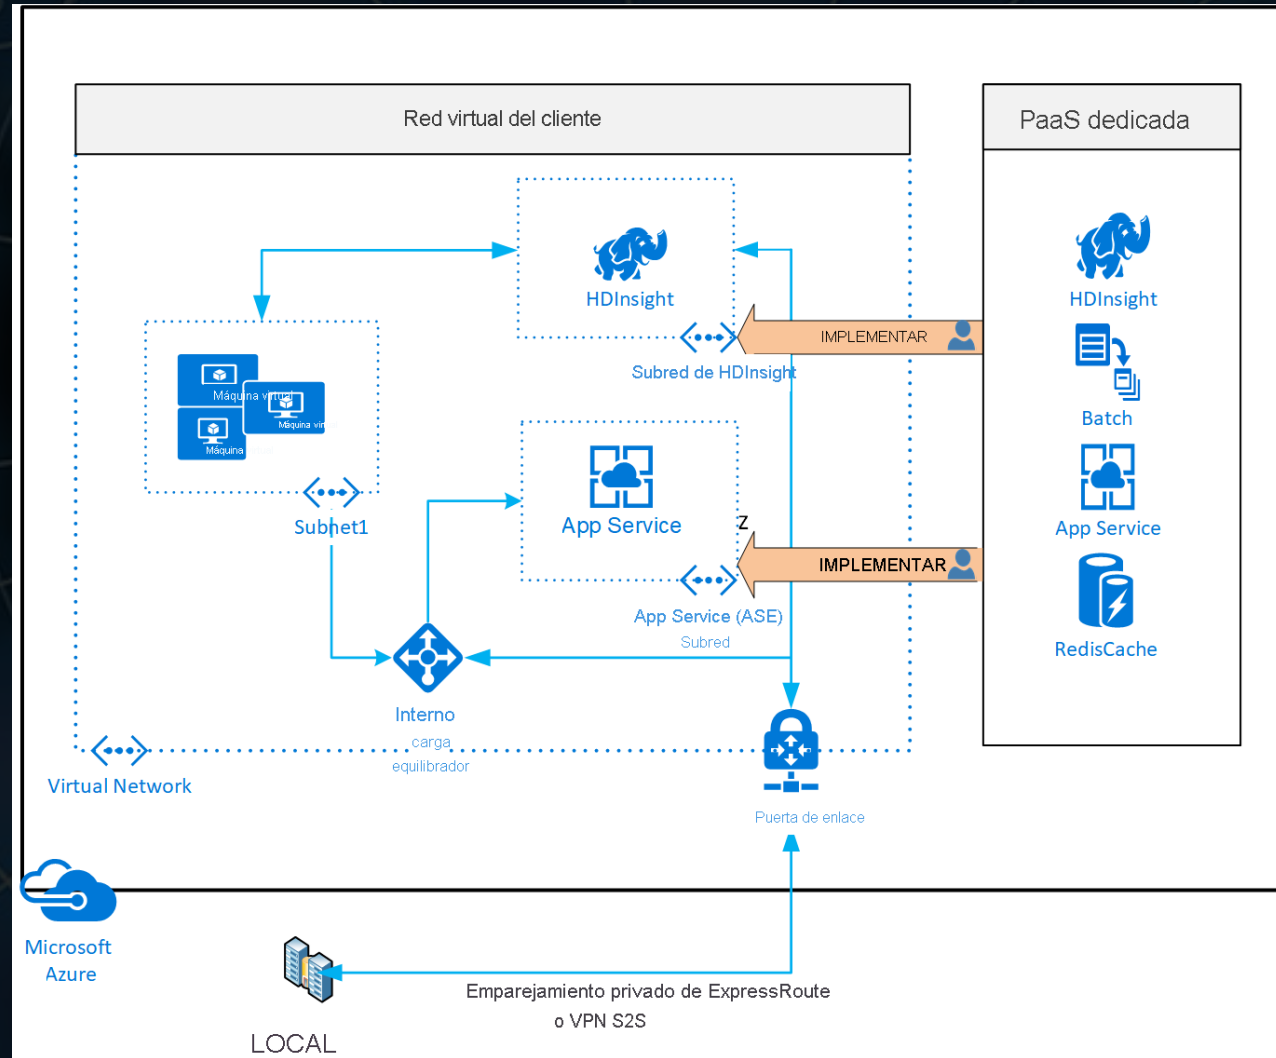 Red virtual del cliente
PaaS dedicada
HDInsight
HDInsight
IMPLEMENTAR
Subred de HDInsight
Máquina virtual
Máquina
Máquina
Subnet1
Batch
App Service
App Service
Z
IMPLEMENTAR
App Service (ASE)
Subred
RedisCache
Interno
carga
equilibrador
Virtual Network
Puerta de enlace
Microsoft
Azure
Emparejamiento privado de ExpressRoute
o VPN S2S
LOCAL